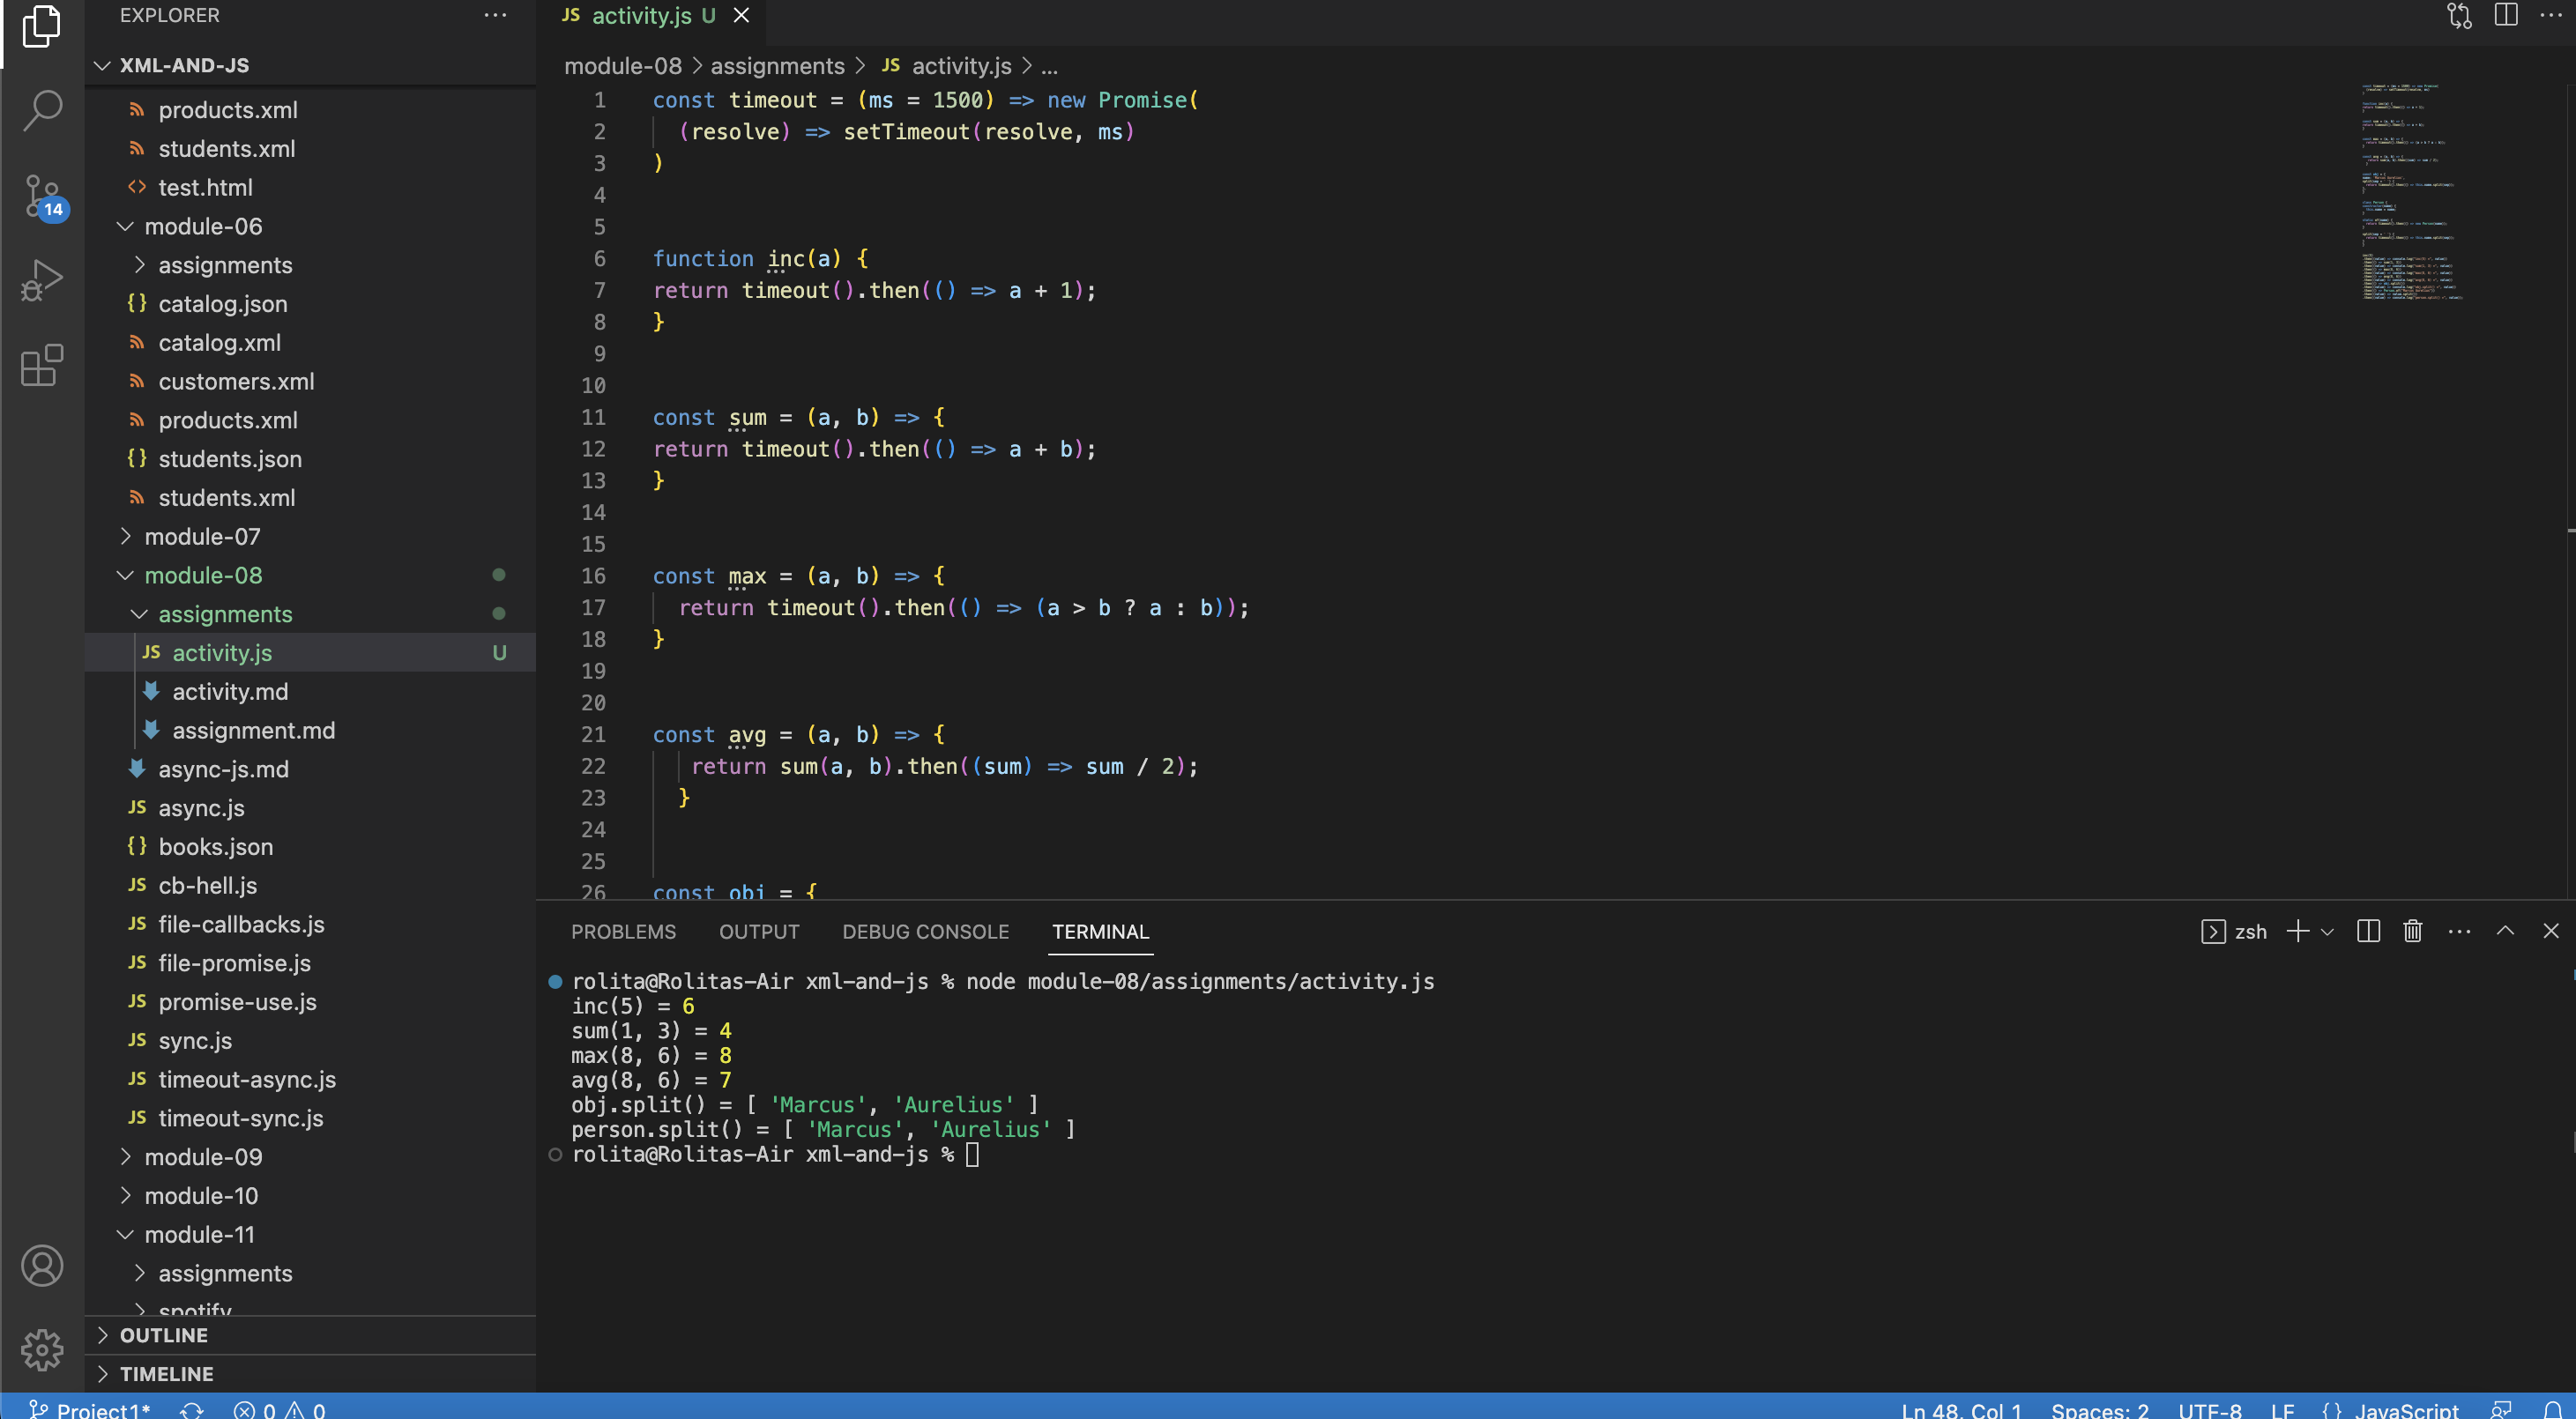 EXPLORER
XML-AND-JS
products.xml
students.xml
test.html
module-06
assignments
catalog.json
catalog.xml
customers.xml
products.xml
students.json
students.xml
module-07
module-08
assignments
JS activity.js U
activity.md
assignment.md
async-js.md
JS async.js
books.json
JS cb-hell.js
JS file-callbacks.js
JS file-promise.js
JS promise-use.js
JS sync.js
JS timeout-async.js
JS timeout-sync.js
module-09
module-10
module-11
assignments
spotify
OUTLINE
TIMELINE
14
JS activity.js U
module-08 > assignments > JS activity.js > ...
1 const timeout = (ms = 1500) => new Promise(
2 (resolve) => setTimeout(resolve, ms)
3 )
4
5
6 function inc(a) {
7 return timeout().then(() => a + 1);
8 }
9
10
11 const sum = (a, b) => {
12 return timeout().then(() => a + b);
13 }
14
15
16 const max = (a, b) => {
17 return timeout().then(() => (a > b ? a : b));
18 }
19
20
21 const avg = (a, b) => {
22 return sum(a, b).then((sum) => sum / 2);
23 }
24
25
26 const obj = {
PROBLEMS OUTPUT DEBUG CONSOLE TERMINAL zsh
rolita@Rolitas-Air xml-and-js % node module-08/assignments/activity.js
inc(5) = 6
sum(1, 3) = 4
max(8, 6) = 8
avg(8, 6) = 7
obj.split() = [ 'Marcus', 'Aurelius' ]
person.split() = [ 'Marcus', 'Aurelius' ]
rolita@Rolitas-Air xml-and-js %
Project1* 0 0 Ln 48, Col 1 Spaces: 2 UTF-8 LF {} JavaScript